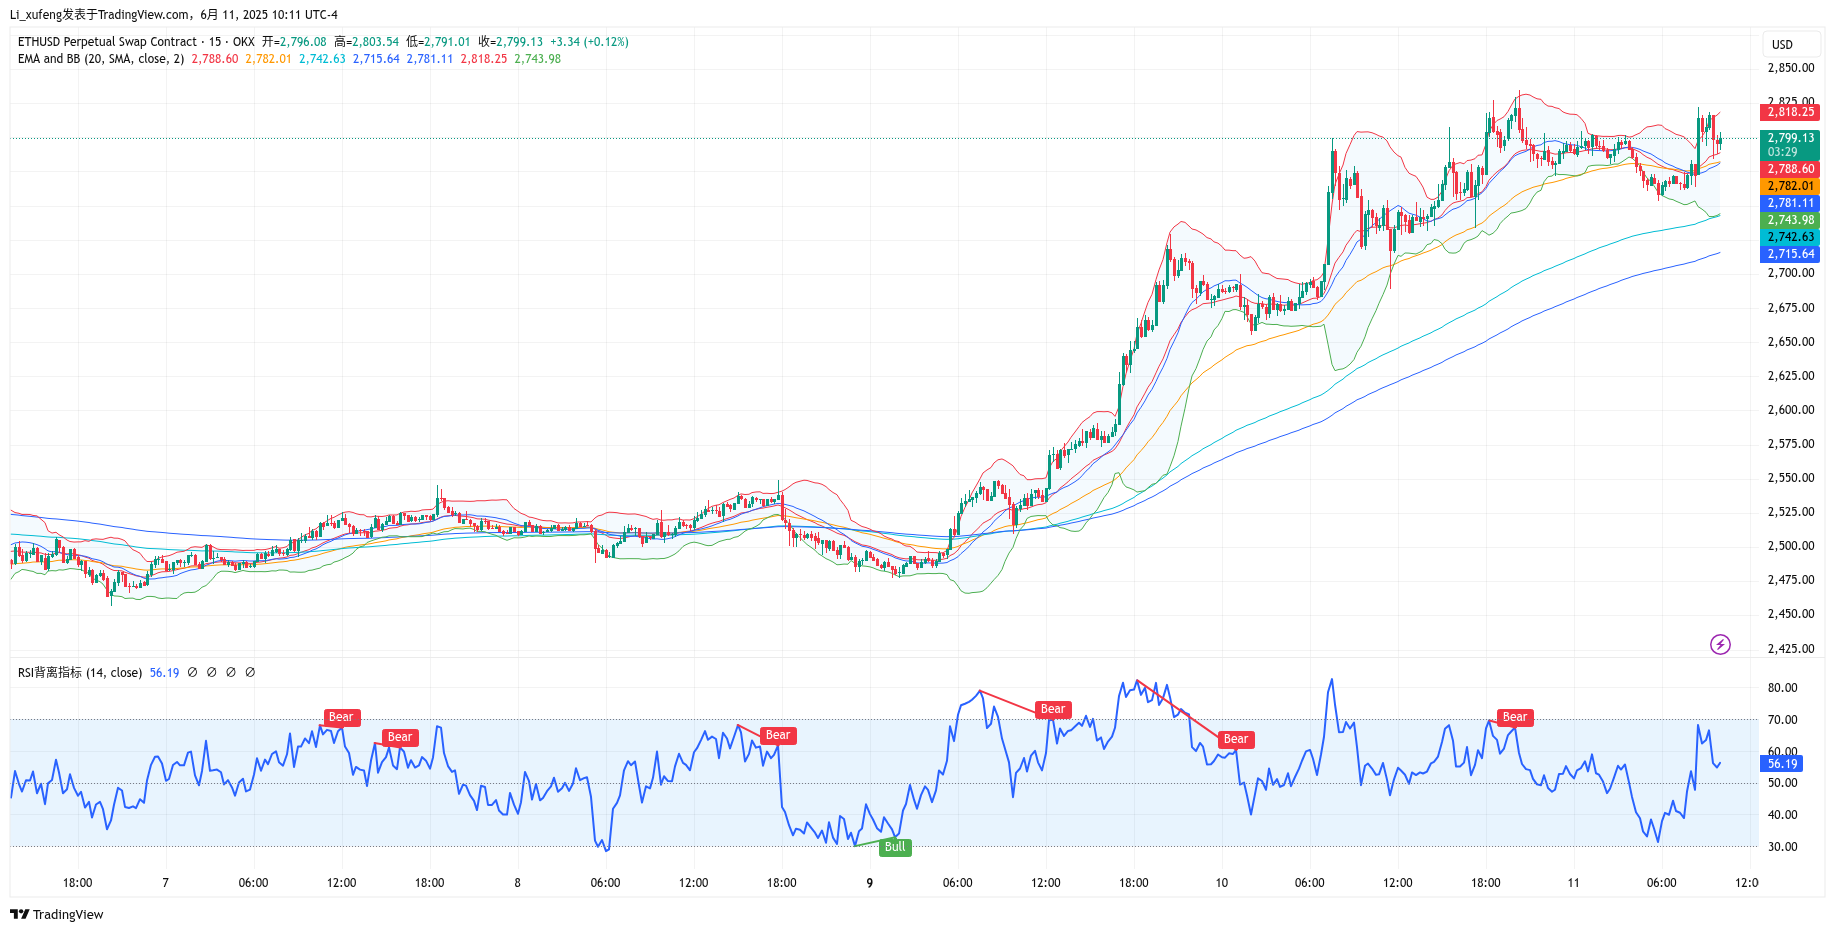 Li_xufeng发表于TradingView.com，6月 11, 2025 10:11 UTC-4
ETHUSD Perpetual Swap Contract · 15 · OKX 开=2,796.08 高=2,803.54 低=2,791.01 收=2,799.13 +3.34 (+0.12%)
EMA and BB (20, SMA, close, 2) 2,788.60 2,782.01 2,742.63 2,715.64 2,781.11 2,818.25 2,743.98
USD
2,850.00
2,825.00
2,818.25
2,799.13
03:29
2,788.60
2,782.01
2,781.11
2,743.98
2,742.63
2,715.64
2,700.00
2,675.00
2,650.00
2,625.00
2,600.00
2,575.00
2,550.00
2,525.00
2,500.00
2,475.00
2,450.00
2,425.00
RSI背离指标 (14, close) 56.19 ∅ ∅ ∅ ∅
80.00
70.00
60.00
56.19
50.00
40.00
30.00
Bear
Bear
Bear
Bull
Bear
Bear
Bear
18:00 7 06:00 12:00 18:00 8 06:00 12:00 18:00 9 06:00 12:00 18:00 10 06:00 12:00 18:00 11 06:00 12:0
TradingView